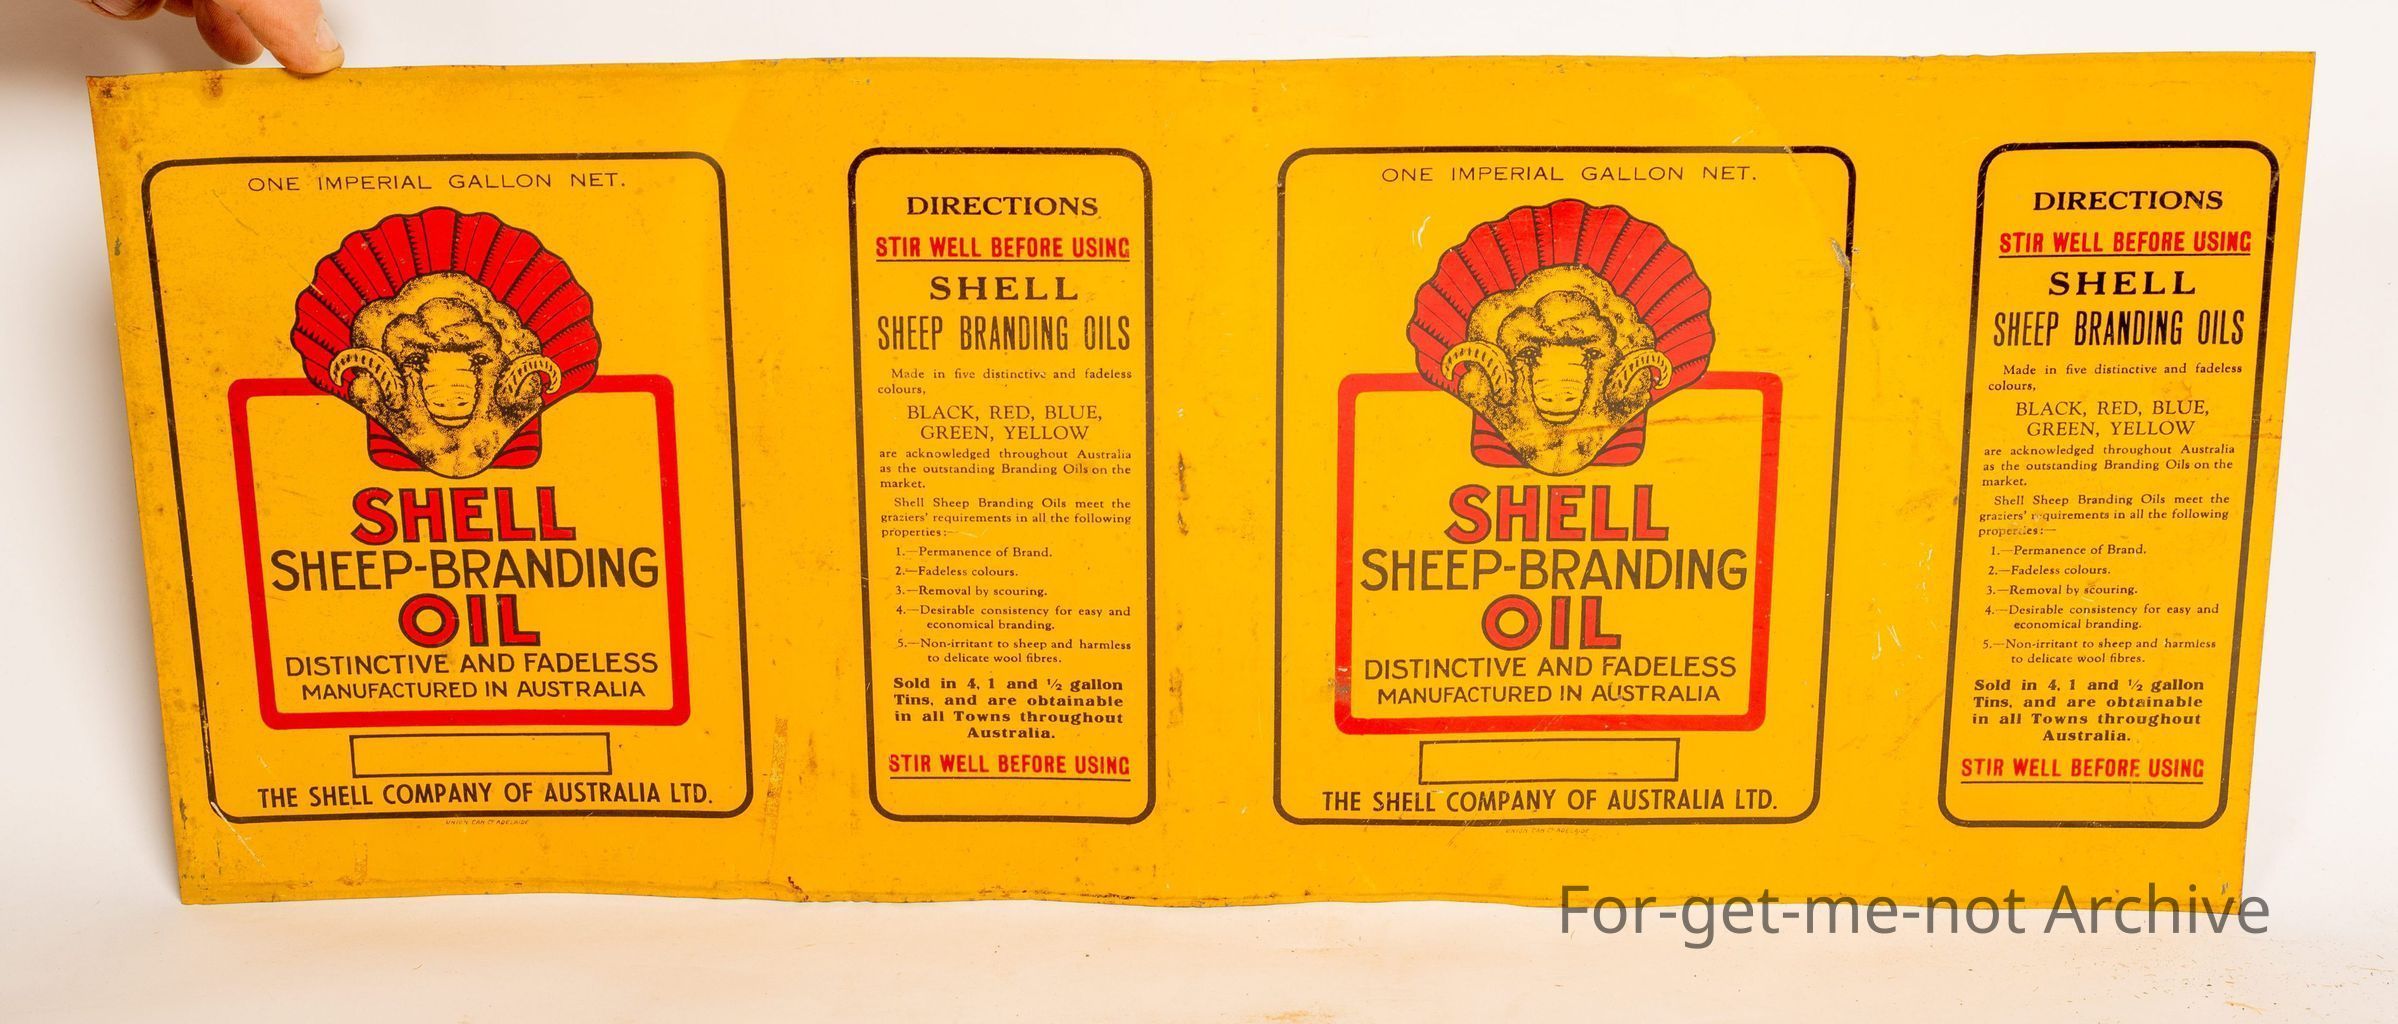 ONE IMPERIAL GALLON NET.
SHELL
SHEEP-BRANDING
OIL
DISTINCTIVE AND FADELESS
MANUFACTURED IN AUSTRALIA
THE SHELL COMPANY OF AUSTRALIA LTD.
UNION CAN CO ADELAIDE
DIRECTIONS
STIR WELL BEFORE USING
SHELL
SHEEP BRANDING OILS
Made in five distinctive and fadeless
colours,
BLACK, RED, BLUE,
GREEN, YELLOW
are acknowledged throughout Australia
as the outstanding Branding Oils on the
market.
Shell Sheep Branding Oils meet the
graziers' requirements in all the following
properties:—
1.—Permanence of Brand.
2.—Fadeless colours.
3.—Removal by scouring.
4.—Desirable consistency for easy and
economical branding.
5.—Non-irritant to sheep and harmless
to delicate wool fibres.
Sold in 4, 1 and ½ gallon
Tins, and are obtainable
in all Towns throughout
Australia.
STIR WELL BEFORE USING
ONE IMPERIAL GALLON NET.
SHELL
SHEEP-BRANDING
OIL
DISTINCTIVE AND FADELESS
MANUFACTURED IN AUSTRALIA
THE SHELL COMPANY OF AUSTRALIA LTD.
UNION CAN CO ADELAIDE
DIRECTIONS
STIR WELL BEFORE USING
SHELL
SHEEP BRANDING OILS
Made in five distinctive and fadeless
colours,
BLACK, RED, BLUE,
GREEN, YELLOW
are acknowledged throughout Australia
as the outstanding Branding Oils on the
market.
Shell Sheep Branding Oils meet the
graziers' requirements in all the following
properties:—
1.—Permanence of Brand.
2.—Fadeless colours.
3.—Removal by scouring.
4.—Desirable consistency for easy and
economical branding.
5.—Non-irritant to sheep and harmless
to delicate wool fibres.
Sold in 4, 1 and ½ gallon
Tins, and are obtainable
in all Towns throughout
Australia.
STIR WELL BEFORE USING
For-get-me-not Archive